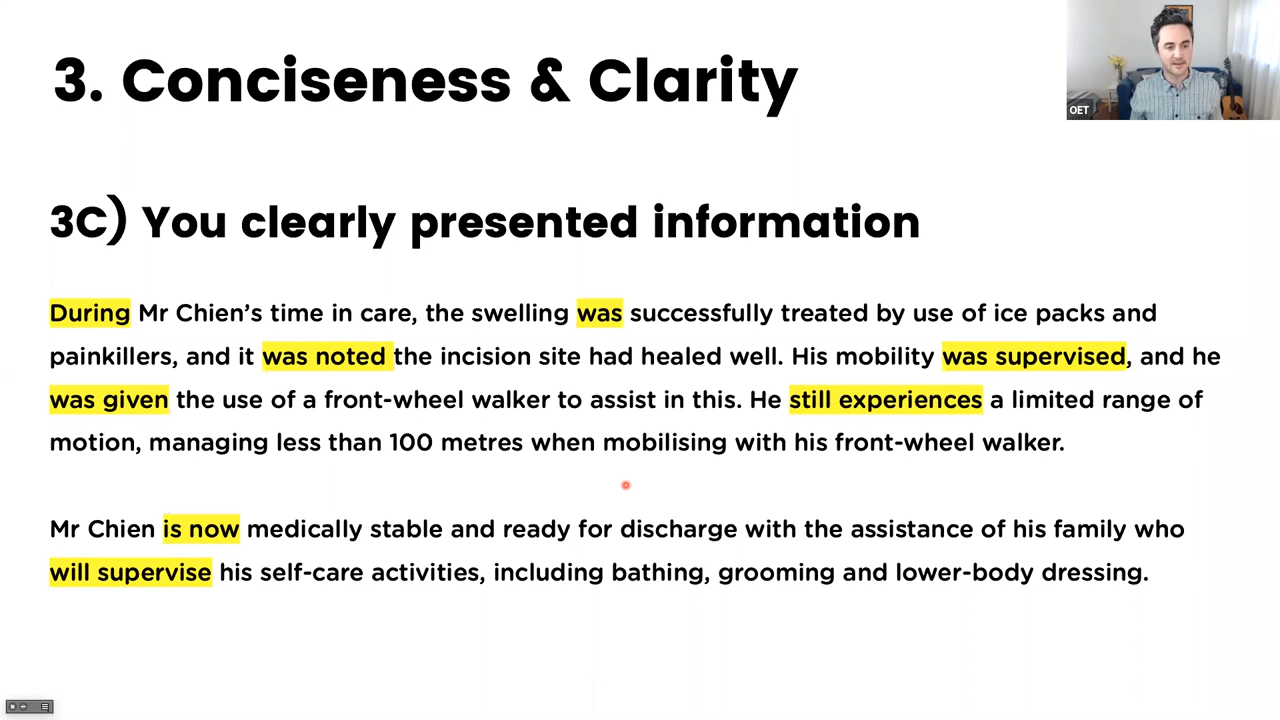 3. Conciseness & Clarity
OET
3C) You clearly presented information
During Mr Chien’s time in care, the swelling was successfully treated by use of ice packs and
painkillers, and it was noted the incision site had healed well. His mobility was supervised, and he
was given the use of a front-wheel walker to assist in this. He still experiences a limited range of
motion, managing less than 100 metres when mobilising with his front-wheel walker.
Mr Chien is now medically stable and ready for discharge with the assistance of his family who
will supervise his self-care activities, including bathing, grooming and lower-body dressing.